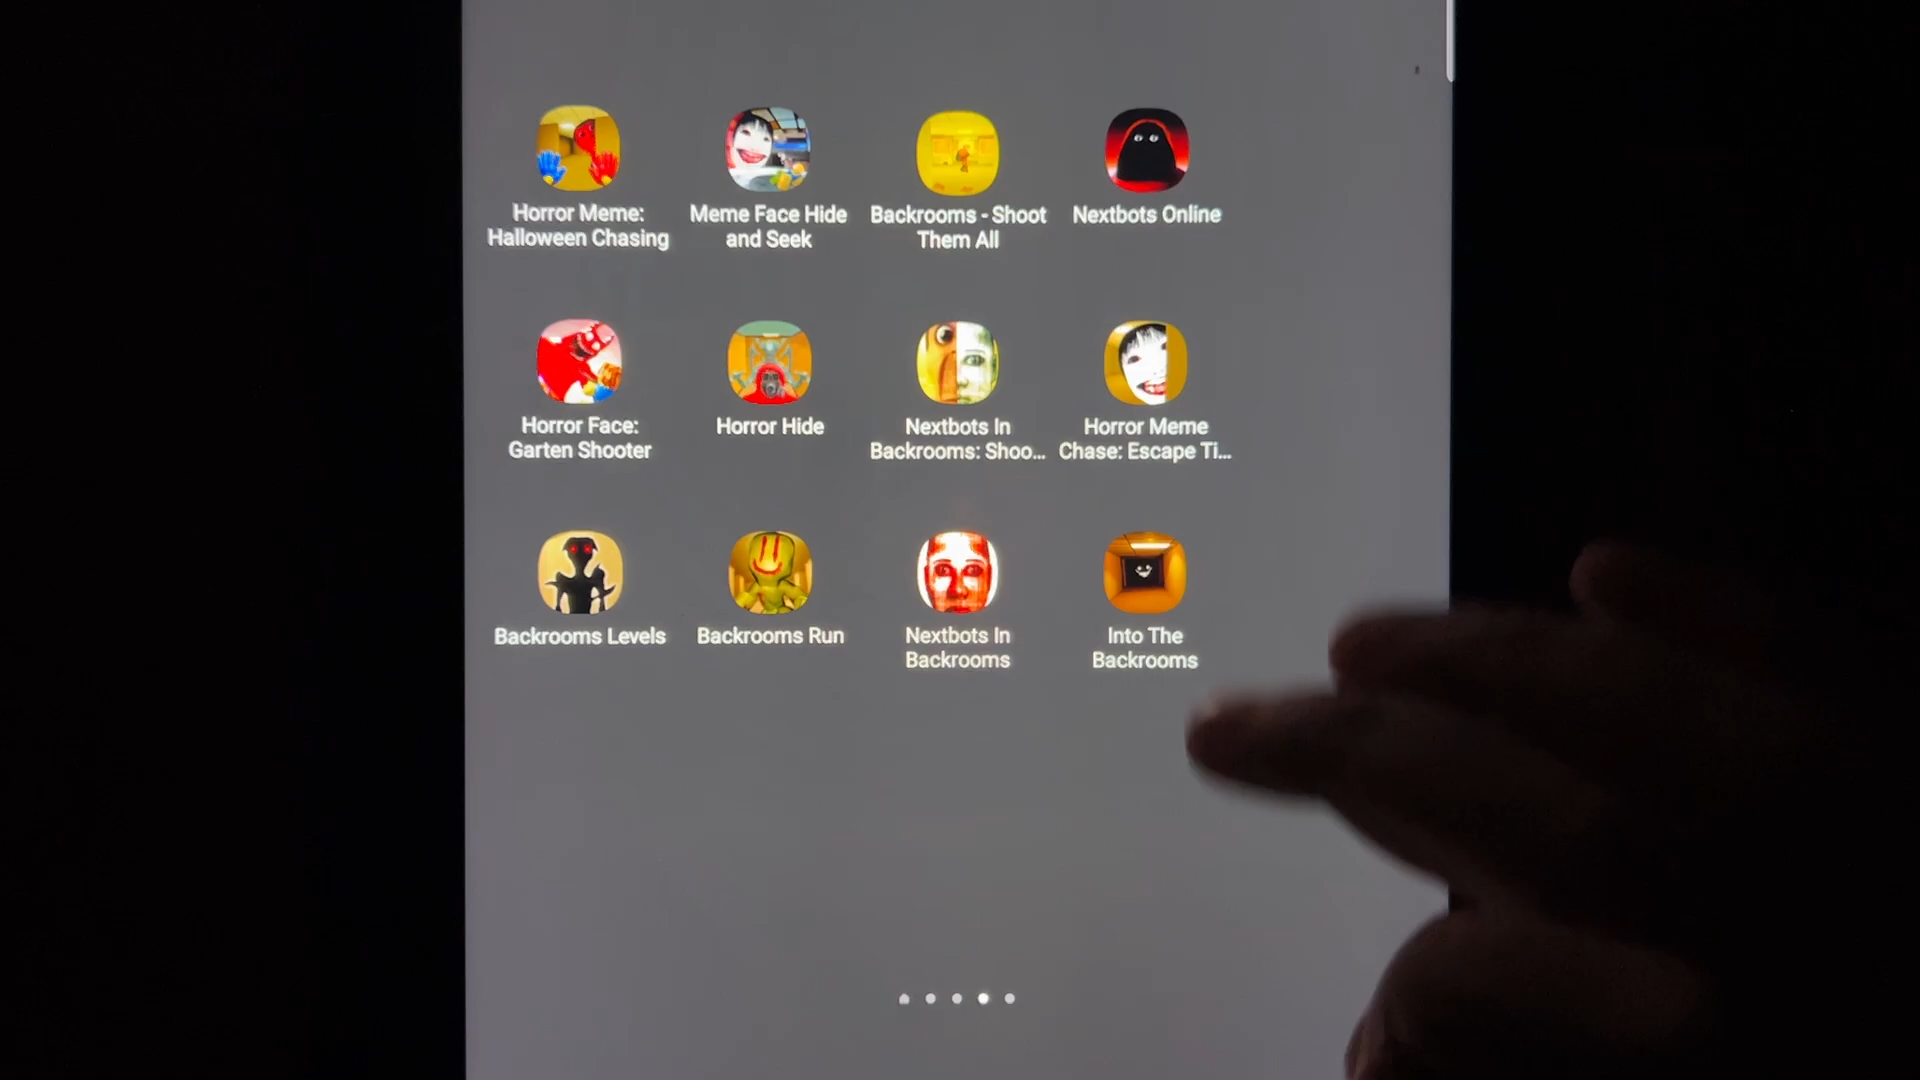 Horror Meme:
Halloween Chasing
Meme Face Hide
and Seek
Backrooms - Shoot
Them All
Nextbots Online
Horror Face:
Garten Shooter
Horror Hide
Nextbots In
Backrooms: Shoo...
Horror Meme
Chase: Escape Ti...
Backrooms Levels
Backrooms Run
Nextbots In
Backrooms
Into The
Backrooms